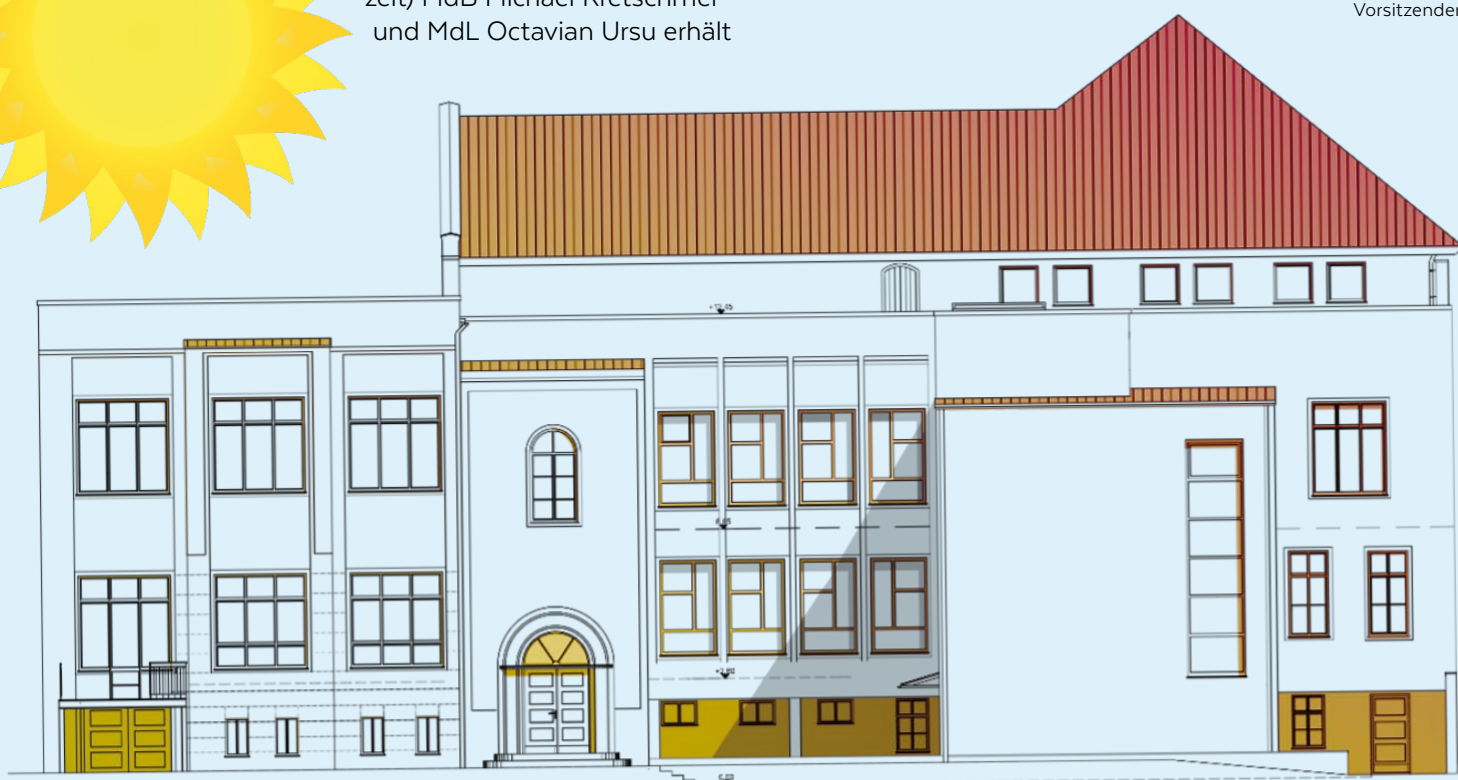 zeit) MdB Michael Kretschmer
und MdL Octavian Ursu erhält
Vorsitzender